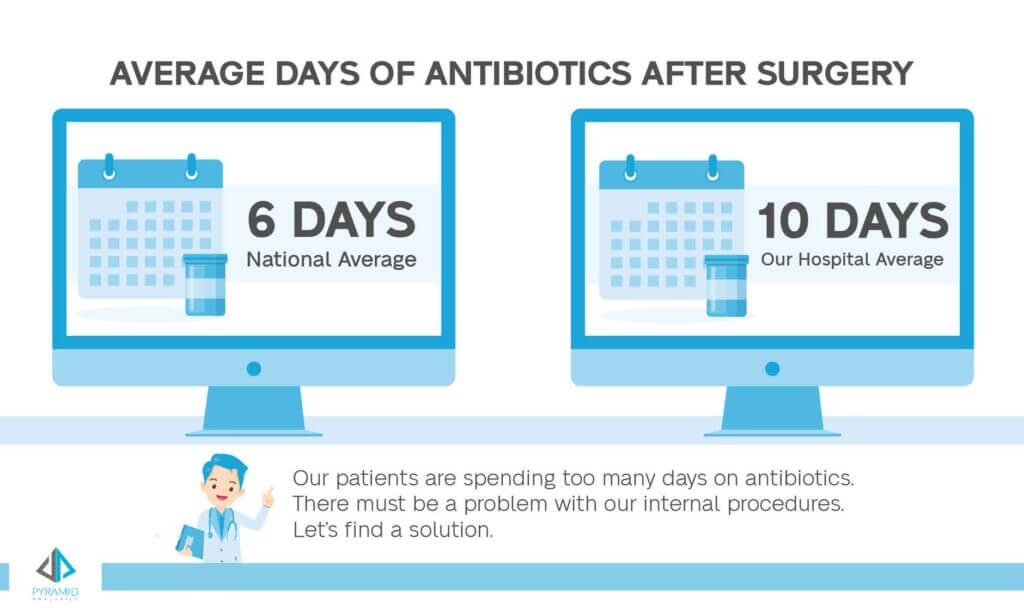 AVERAGE DAYS OF ANTIBIOTICS AFTER SURGERY
6 DAYS
National Average
10 DAYS
Our Hospital Average
Our patients are spending too many days on antibiotics.
There must be a problem with our internal procedures.
Let's find a solution.
PYRAMID